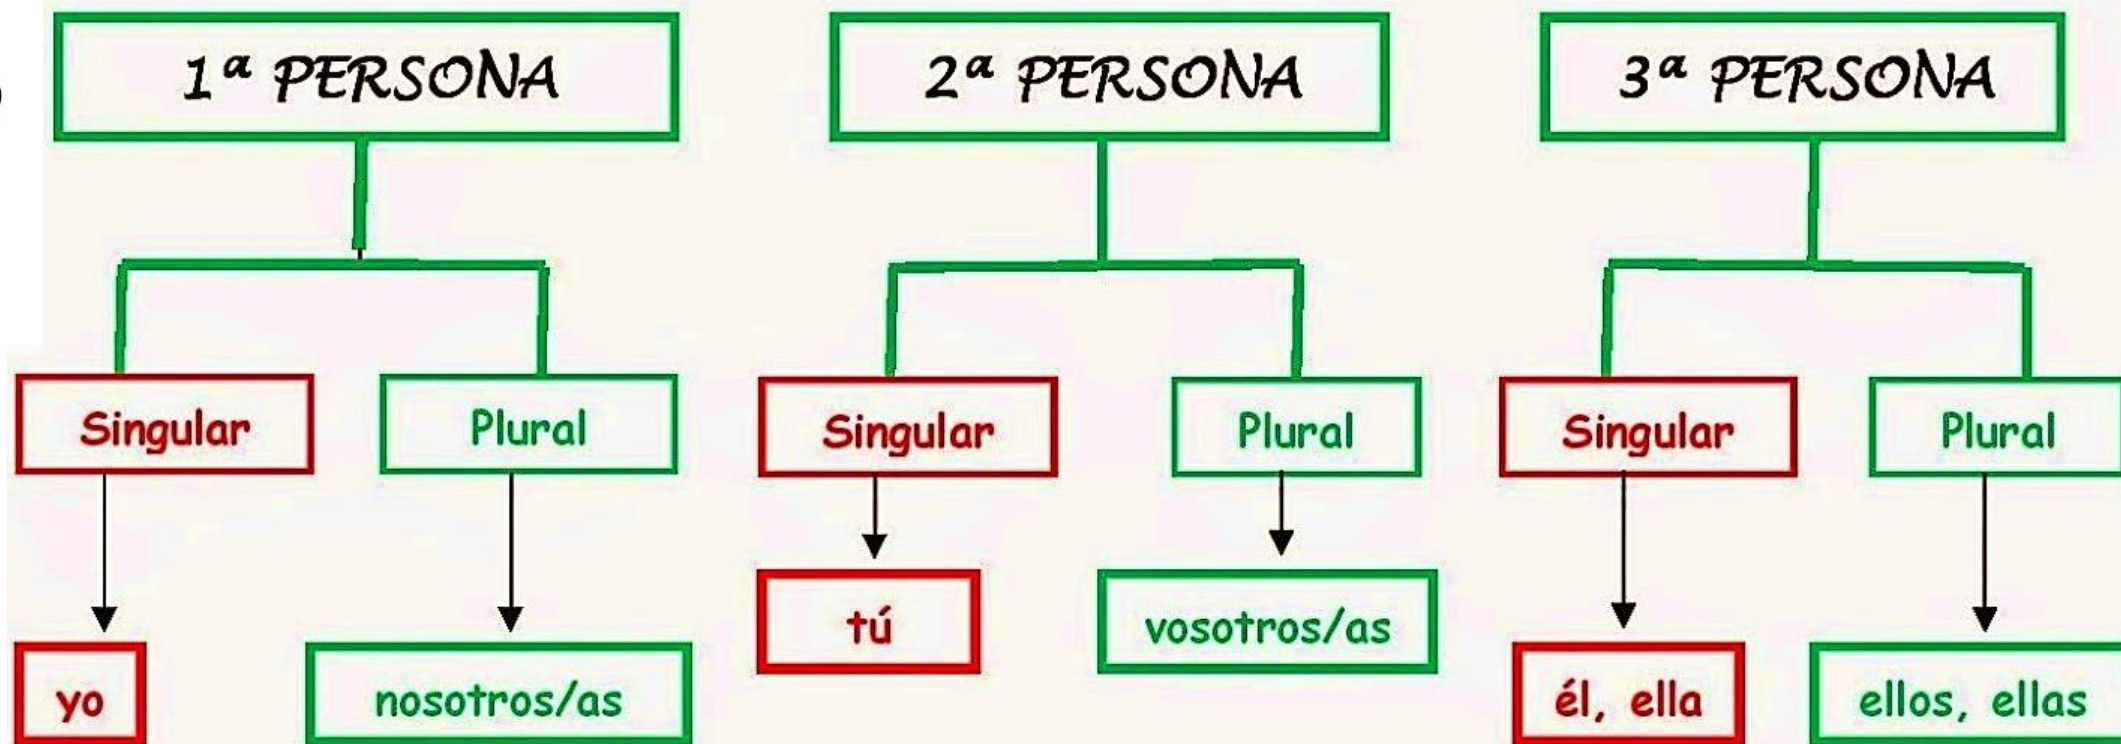 1ª PERSONA
2ª PERSONA
3ª PERSONA
Singular
Plural
Singular
Plural
Singular
Plural
yo
nosotros/as
tú
vosotros/as
él, ella
ellos, ellas